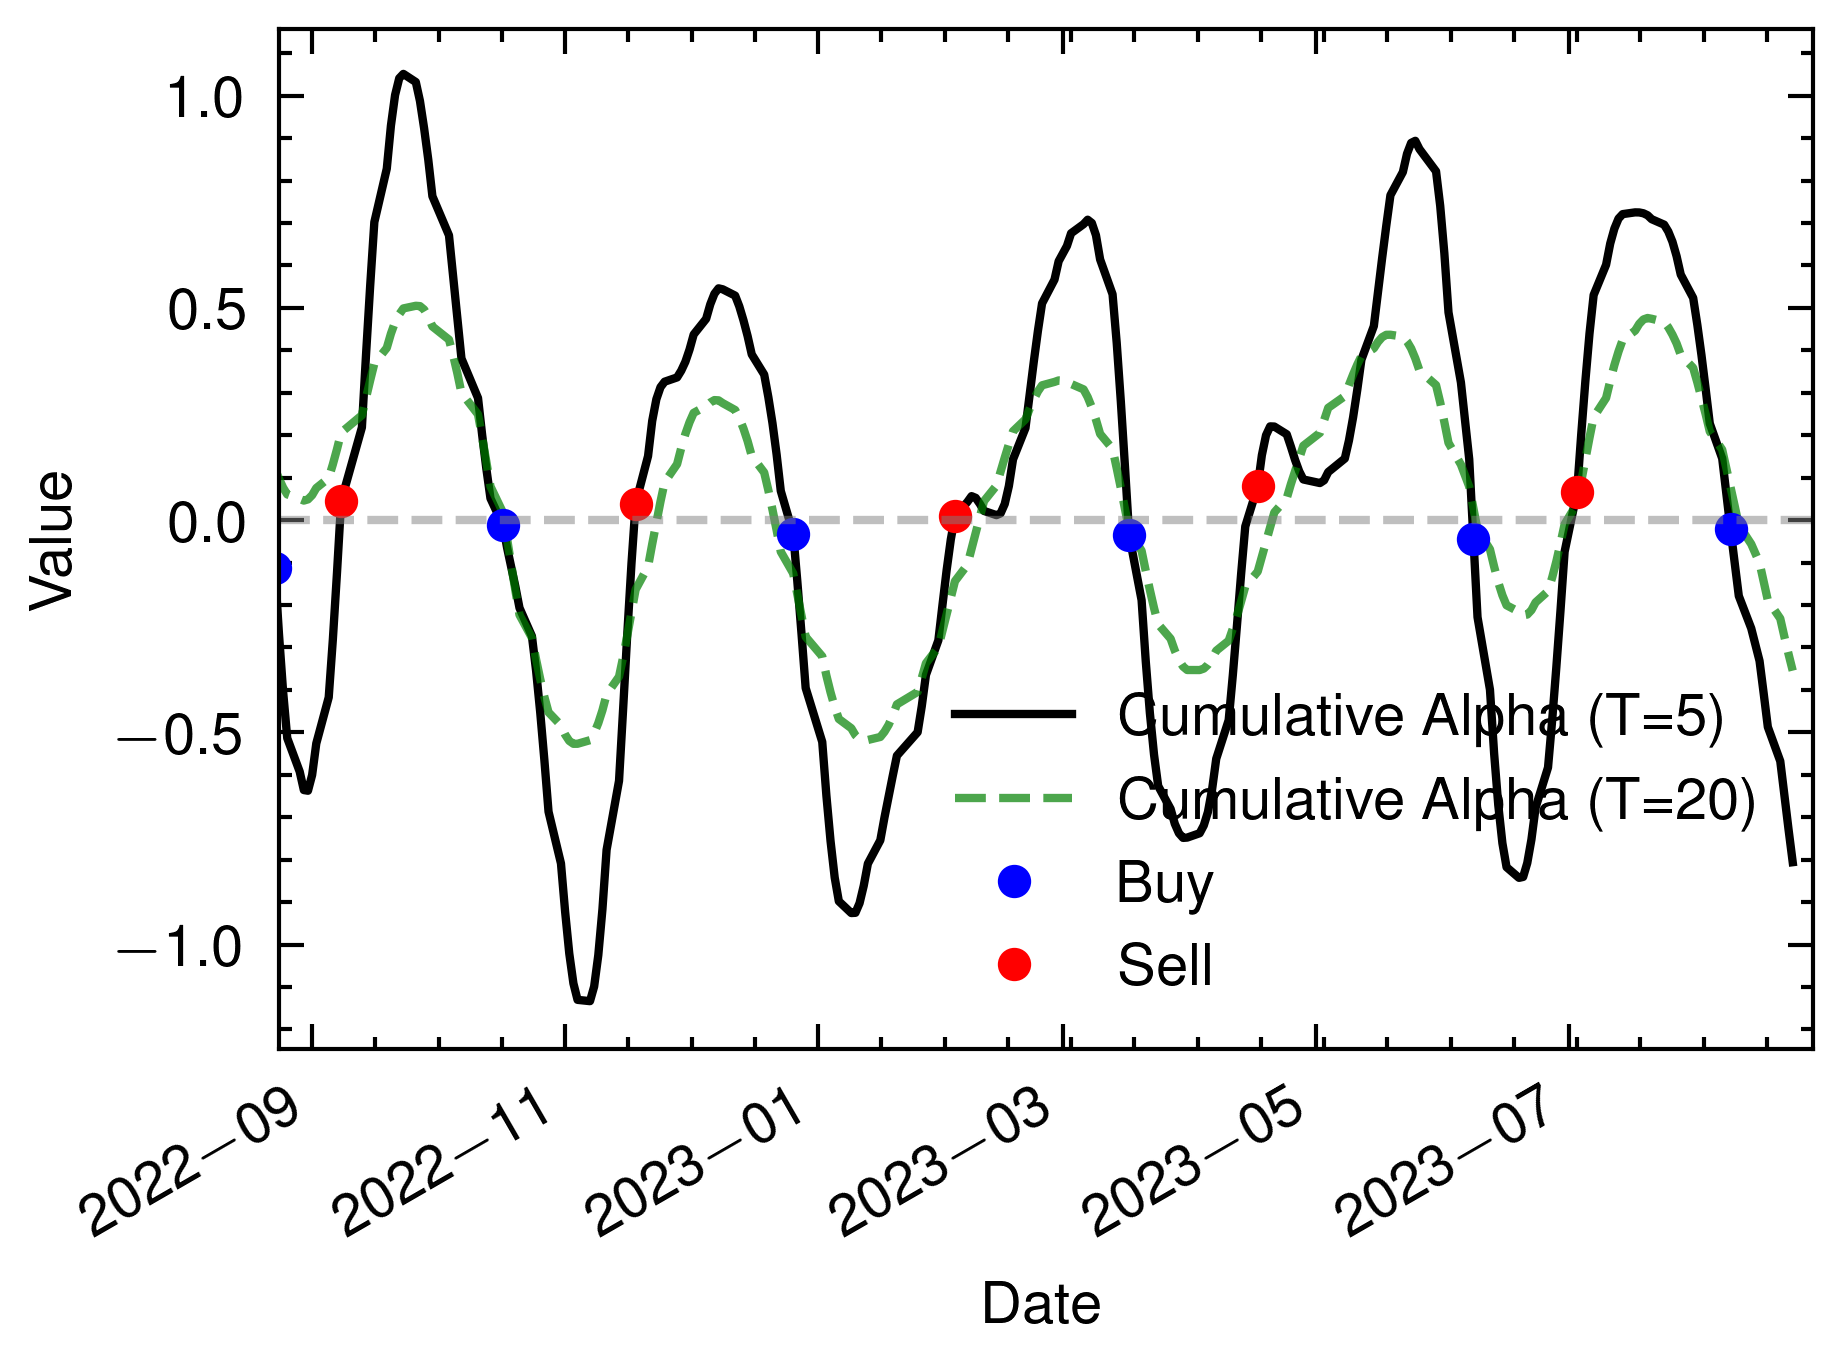 1.0
0.5
0.0
−0.5
−1.0
Value
Cumulative Alpha (T=5)
Cumulative Alpha (T=20)
Buy
Sell
2022−09
2022−11
2023−01
2023−03
2023−05
2023−07
Date